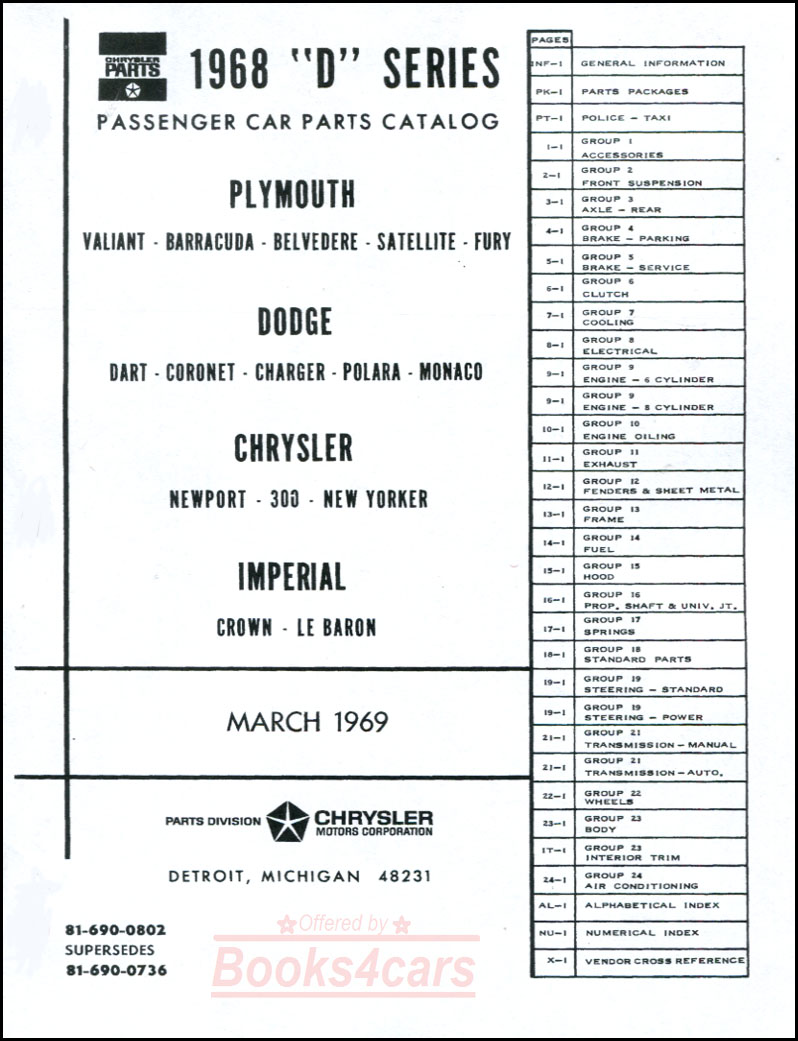 CHRYSLER
PARTS
1968 "D" SERIES
PASSENGER CAR PARTS CATALOG
PLYMOUTH
VALIANT - BARRACUDA - BELVEDERE - SATELLITE - FURY
DODGE
DART - CORONET - CHARGER - POLARA - MONACO
CHRYSLER
NEWPORT - 300 - NEW YORKER
IMPERIAL
CROWN - LE BARON
MARCH 1969
PARTS DIVISION CHRYSLER
MOTORS CORPORATION
DETROIT, MICHIGAN 48231
81-690-0802
SUPERSEDES
81-690-0736
Offered by
Books4cars
PAGES
INF-1 GENERAL INFORMATION
PK-1 PARTS PACKAGES
PT-1 POLICE - TAXI
1-1 GROUP 1
ACCESSORIES
2-1 GROUP 2
FRONT SUSPENSION
3-1 GROUP 3
AXLE - REAR
4-1 GROUP 4
BRAKE - PARKING
5-1 GROUP 5
BRAKE - SERVICE
6-1 GROUP 6
CLUTCH
7-1 GROUP 7
COOLING
8-1 GROUP 8
ELECTRICAL
9-1 GROUP 9
ENGINE - 6 CYLINDER
9-1 GROUP 9
ENGINE - 8 CYLINDER
10-1 GROUP 10
ENGINE OILING
11-1 GROUP 11
EXHAUST
12-1 GROUP 12
FENDERS & SHEET METAL
13-1 GROUP 13
FRAME
14-1 GROUP 14
FUEL
15-1 GROUP 15
HOOD
16-1 GROUP 16
PROP. SHAFT & UNIV. JT.
17-1 GROUP 17
SPRINGS
18-1 GROUP 18
STANDARD PARTS
19-1 GROUP 19
STEERING - STANDARD
19-1 GROUP 19
STEERING - POWER
21-1 GROUP 21
TRANSMISSION - MANUAL
21-1 GROUP 21
TRANSMISSION - AUTO.
22-1 GROUP 22
WHEELS
23-1 GROUP 23
BODY
IT-1 GROUP 23
INTERIOR TRIM
24-1 GROUP 24
AIR CONDITIONING
AL-1 ALPHABETICAL INDEX
NU-1 NUMERICAL INDEX
X-1 VENDOR CROSS REFERENCE